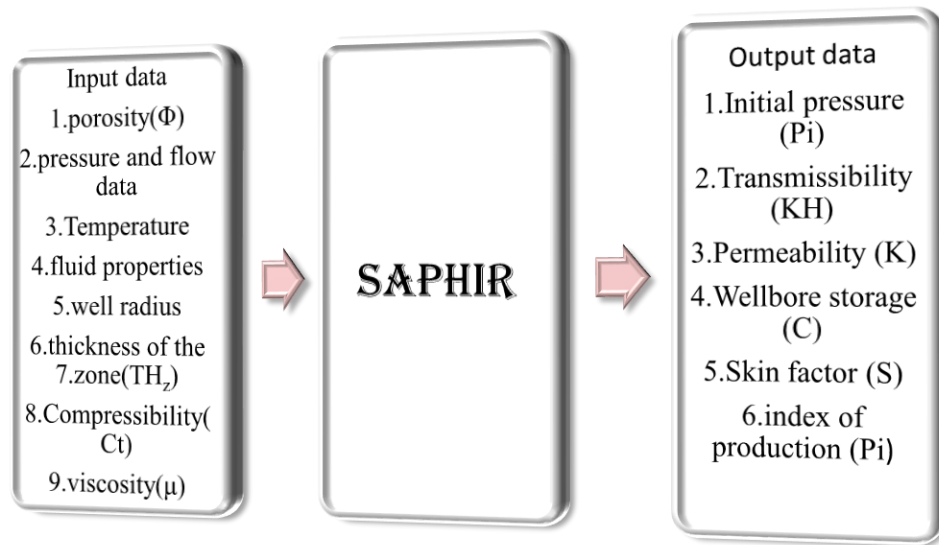 Input data
1.porosity(Φ)
2.pressure and flow
data
3.Temperature
4.fluid properties
5.well radius
6.thickness of the
7.zone(THz)
8.Compressibility(
Ct)
9.viscosity(μ)
SAPHIR
Output data
1.Initial pressure
(Pi)
2.Transmissibility
(KH)
3.Permeability (K)
4.Wellbore storage
(C)
5.Skin factor (S)
6.index of
production (Pi)